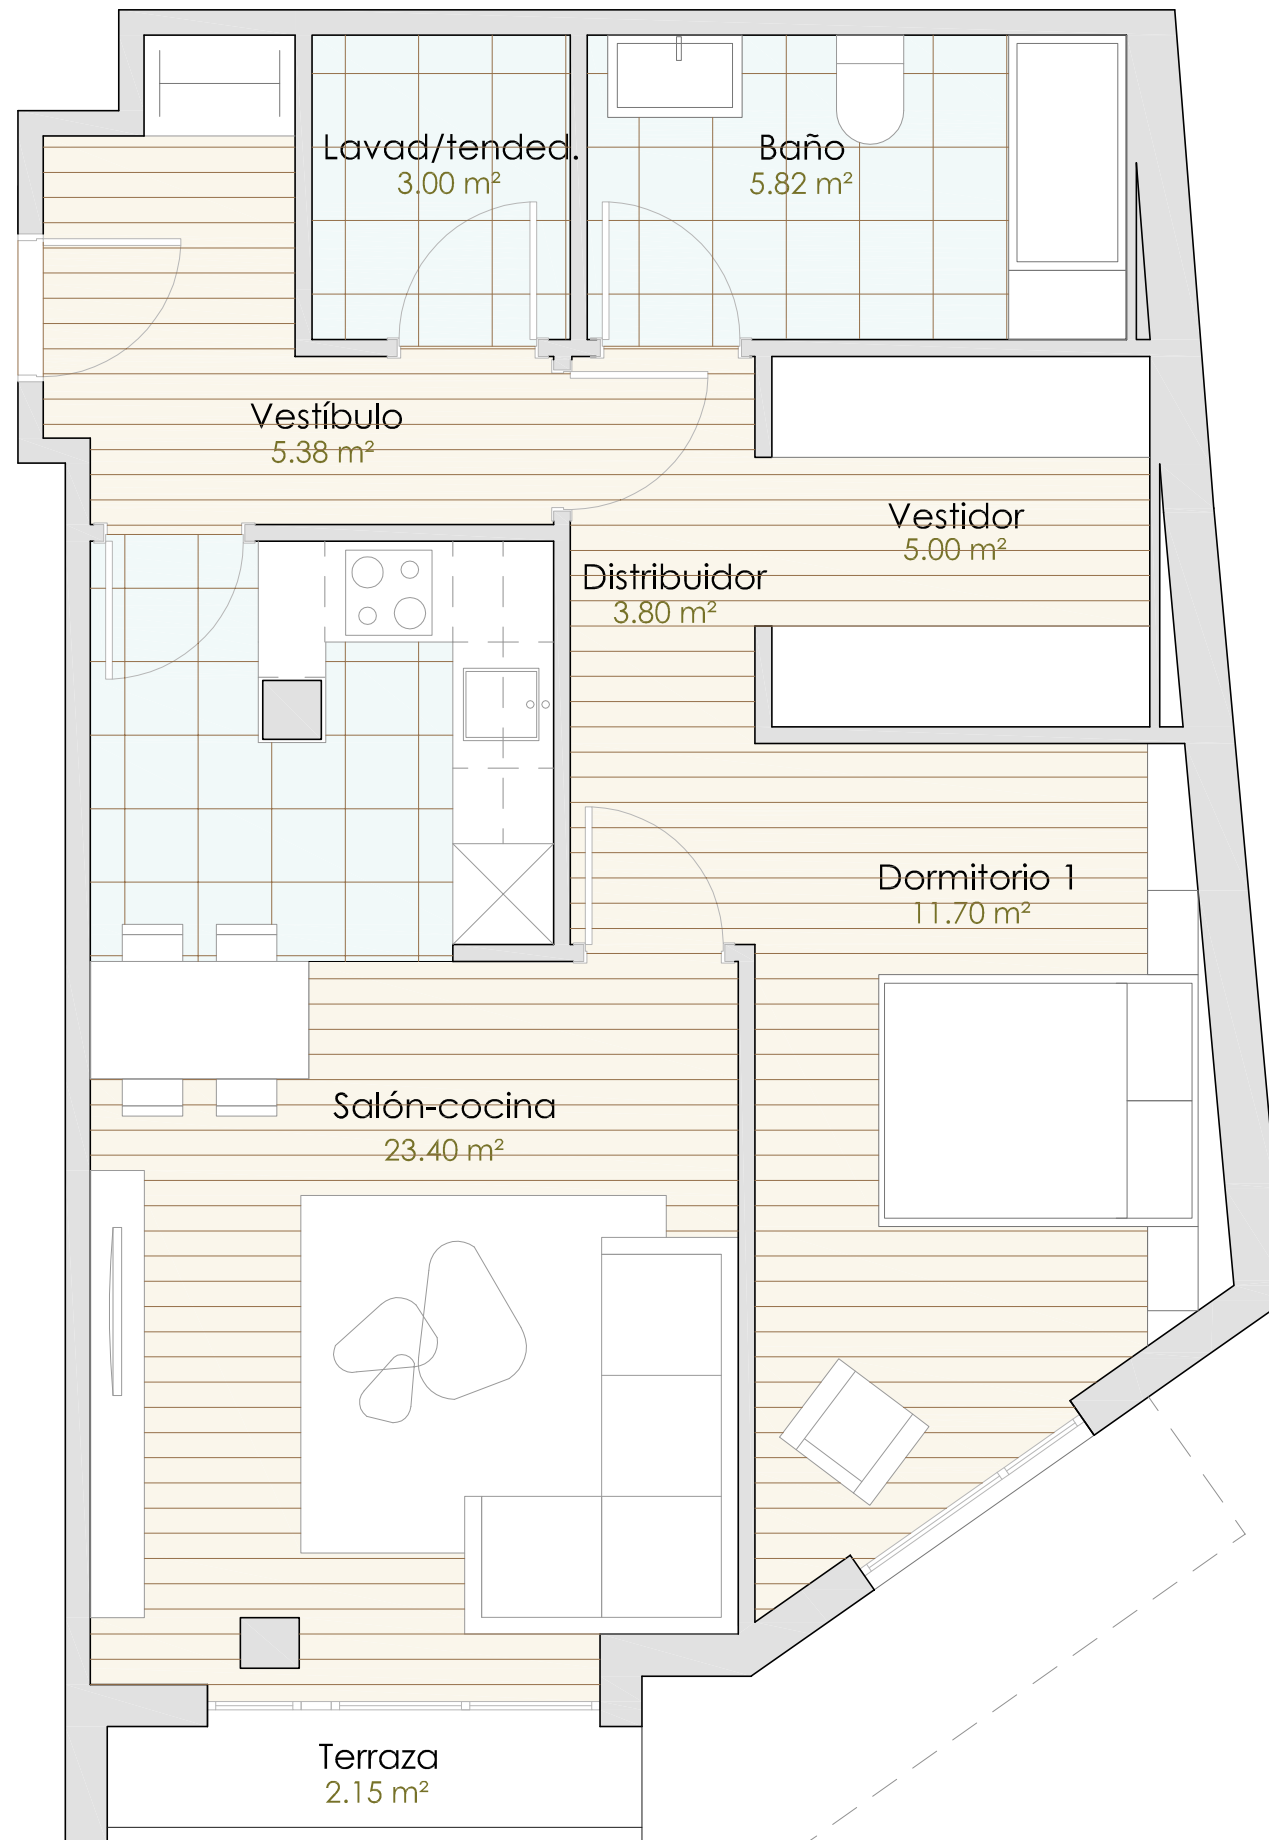 Lavad/tended.
3.00 m²
Baño
5.82 m²
Vestíbulo
5.38 m²
Vestidor
5.00 m²
Distribuidor
3.80 m²
Dormitorio 1
11.70 m²
Salón-cocina
23.40 m²
Terraza
2.15 m²